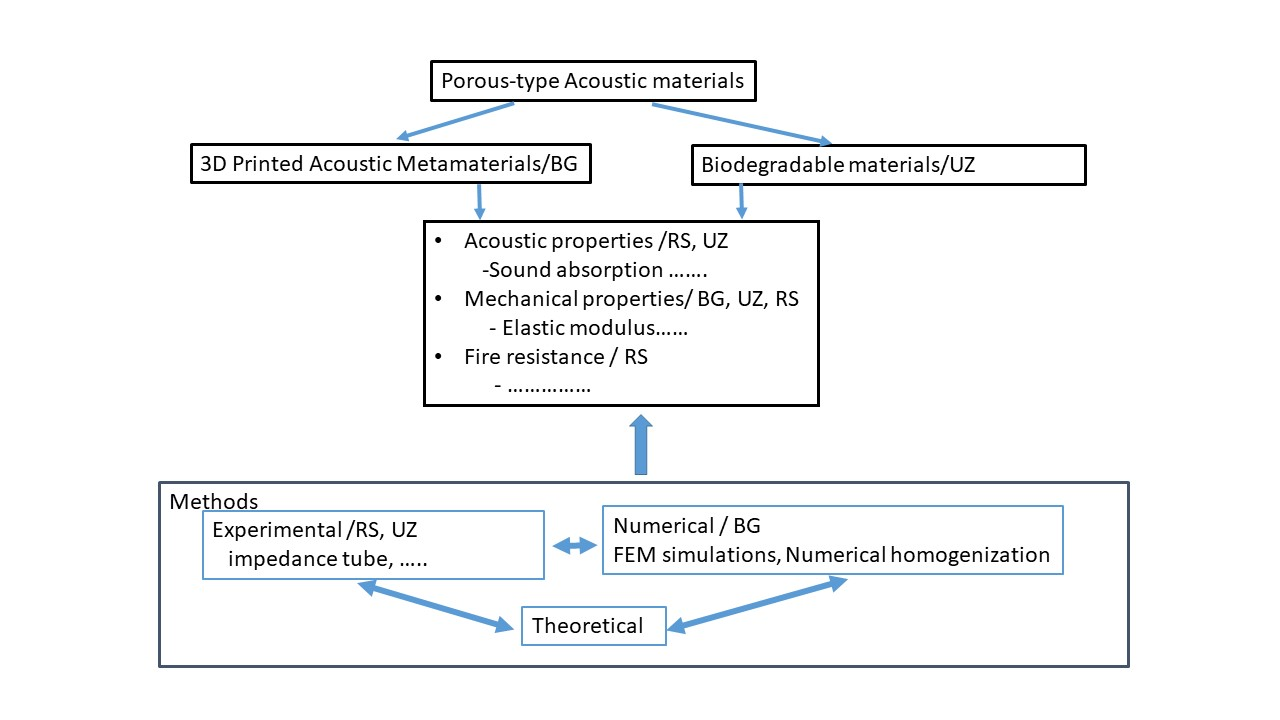 Porous-type Acoustic materials
3D Printed Acoustic Metamaterials/BG
Biodegradable materials/UZ
• Acoustic properties /RS, UZ
-Sound absorption …….
• Mechanical properties/ BG, UZ, RS
- Elastic modulus……
• Fire resistance / RS
- ……………
Methods
Experimental /RS, UZ
impedance tube, …..
Numerical / BG
FEM simulations, Numerical homogenization
Theoretical